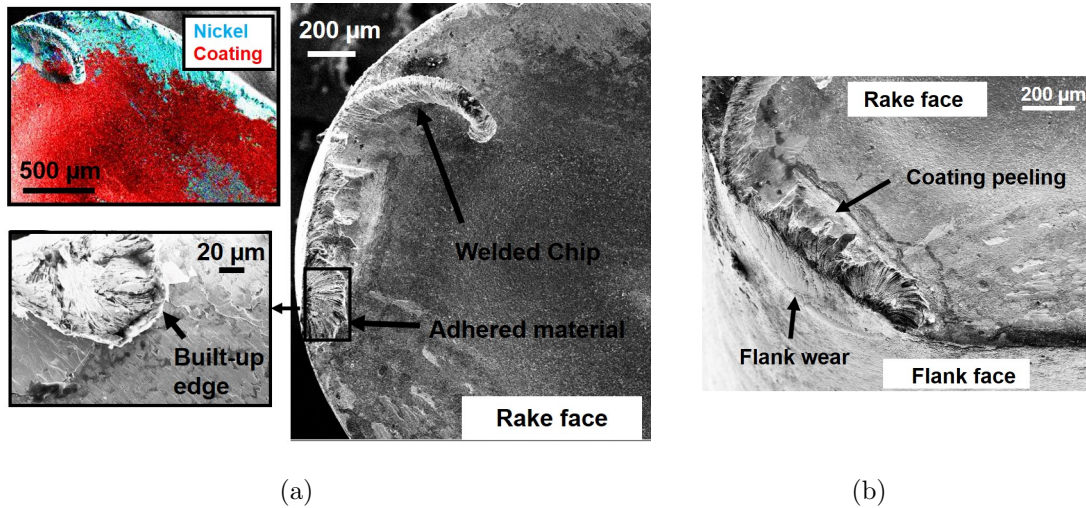 Nickel
Coating
500 µm
200 µm
Welded Chip
Adhered material
Rake face
20 µm
Built-up
edge
(a)
Rake face
200 µm
Coating peeling
Flank wear
Flank face
(b)